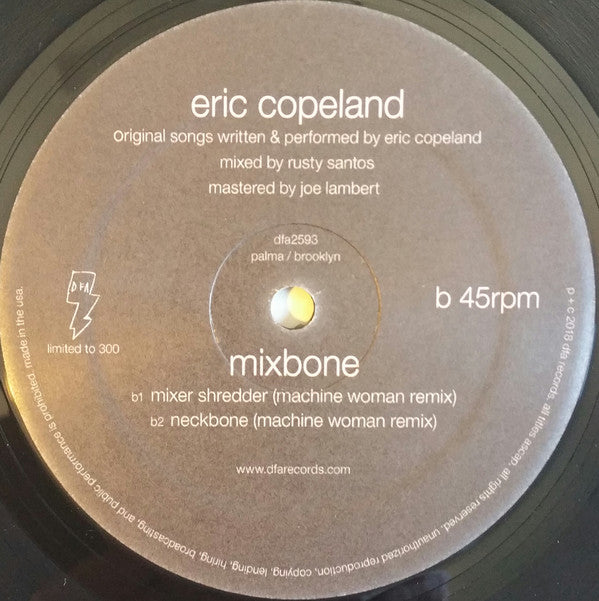 eric copeland
original songs written & performed by eric copeland
mixed by rusty santos
mastered by joe lambert
dfa2593
palma / brooklyn
DFA
limited to 300
b 45rpm
mixbone
b1 mixer shredder (machine woman remix)
b2 neckbone (machine woman remix)
www.dfarecords.com
p + c 2018 dfa records. all titles ascap. all rights reserved. unauthorized reproduction, copying, lending, hiring, broadcasting and public performance is prohibited. made in the usa.